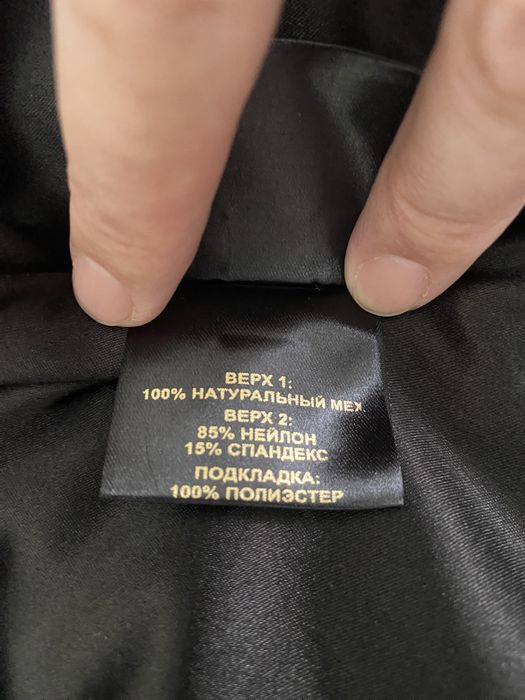 ВЕРХ 1:
100% НАТУРАЛЬНЫЙ МЕХ
ВЕРХ 2:
85% НЕЙЛОН
15% СПАНДЕКС
ПОДКЛАДКА:
100% ПОЛИЭСТЕР